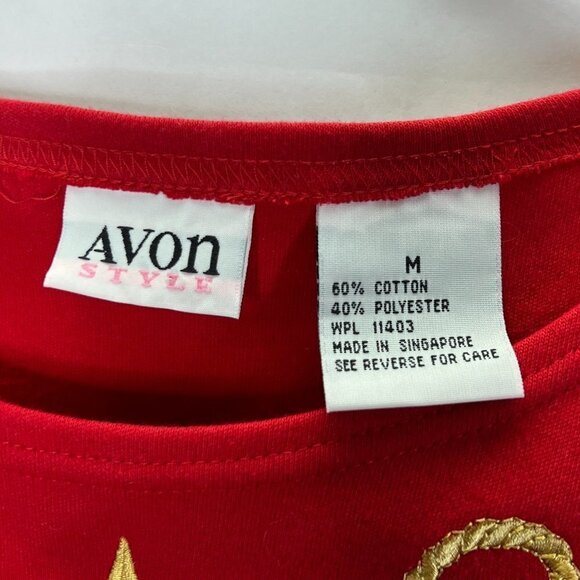 AVon
STYLE
M
60% COTTON
40% POLYESTER
WPL 11403
MADE IN SINGAPORE
SEE REVERSE FOR CARE